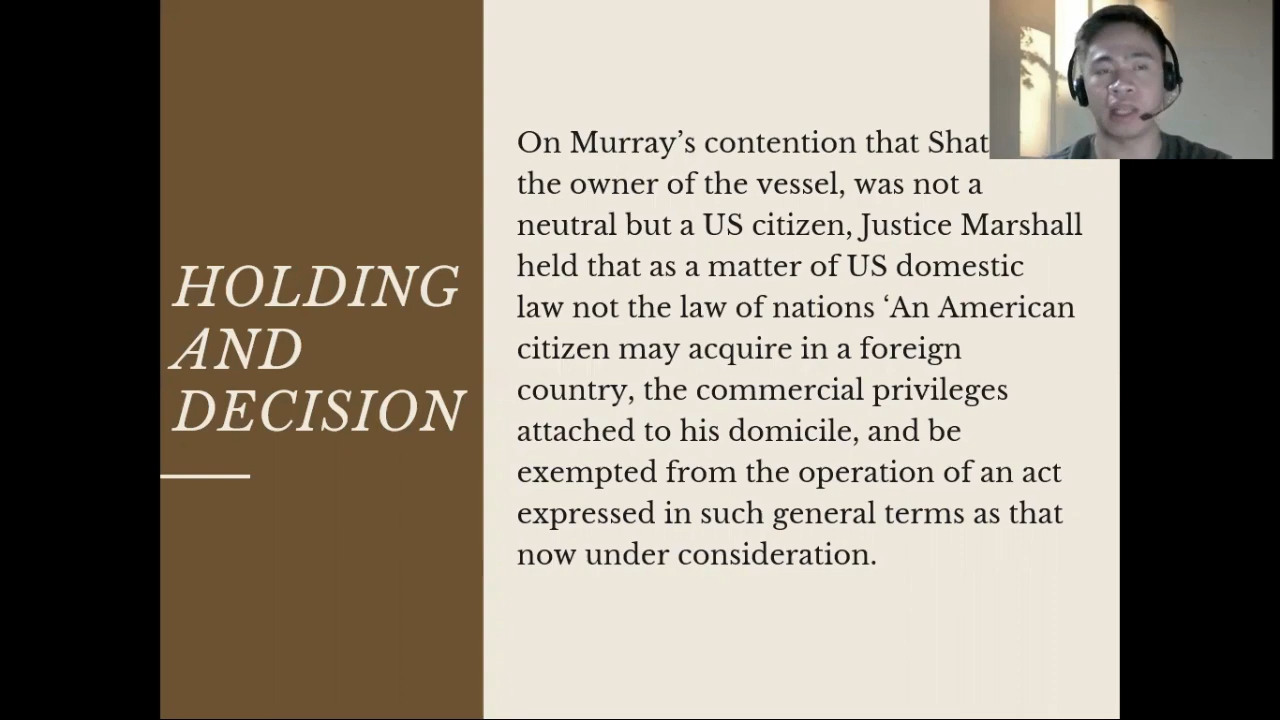 HOLDING
AND
DECISION
On Murray’s contention that
the owner of the vessel, was not a
neutral but a US citizen, Justice Marshall
held that as a matter of US domestic
law not the law of nations ‘An American
citizen may acquire in a foreign
country, the commercial privileges
attached to his domicile, and be
exempted from the operation of an act
expressed in such general terms as that
now under consideration.